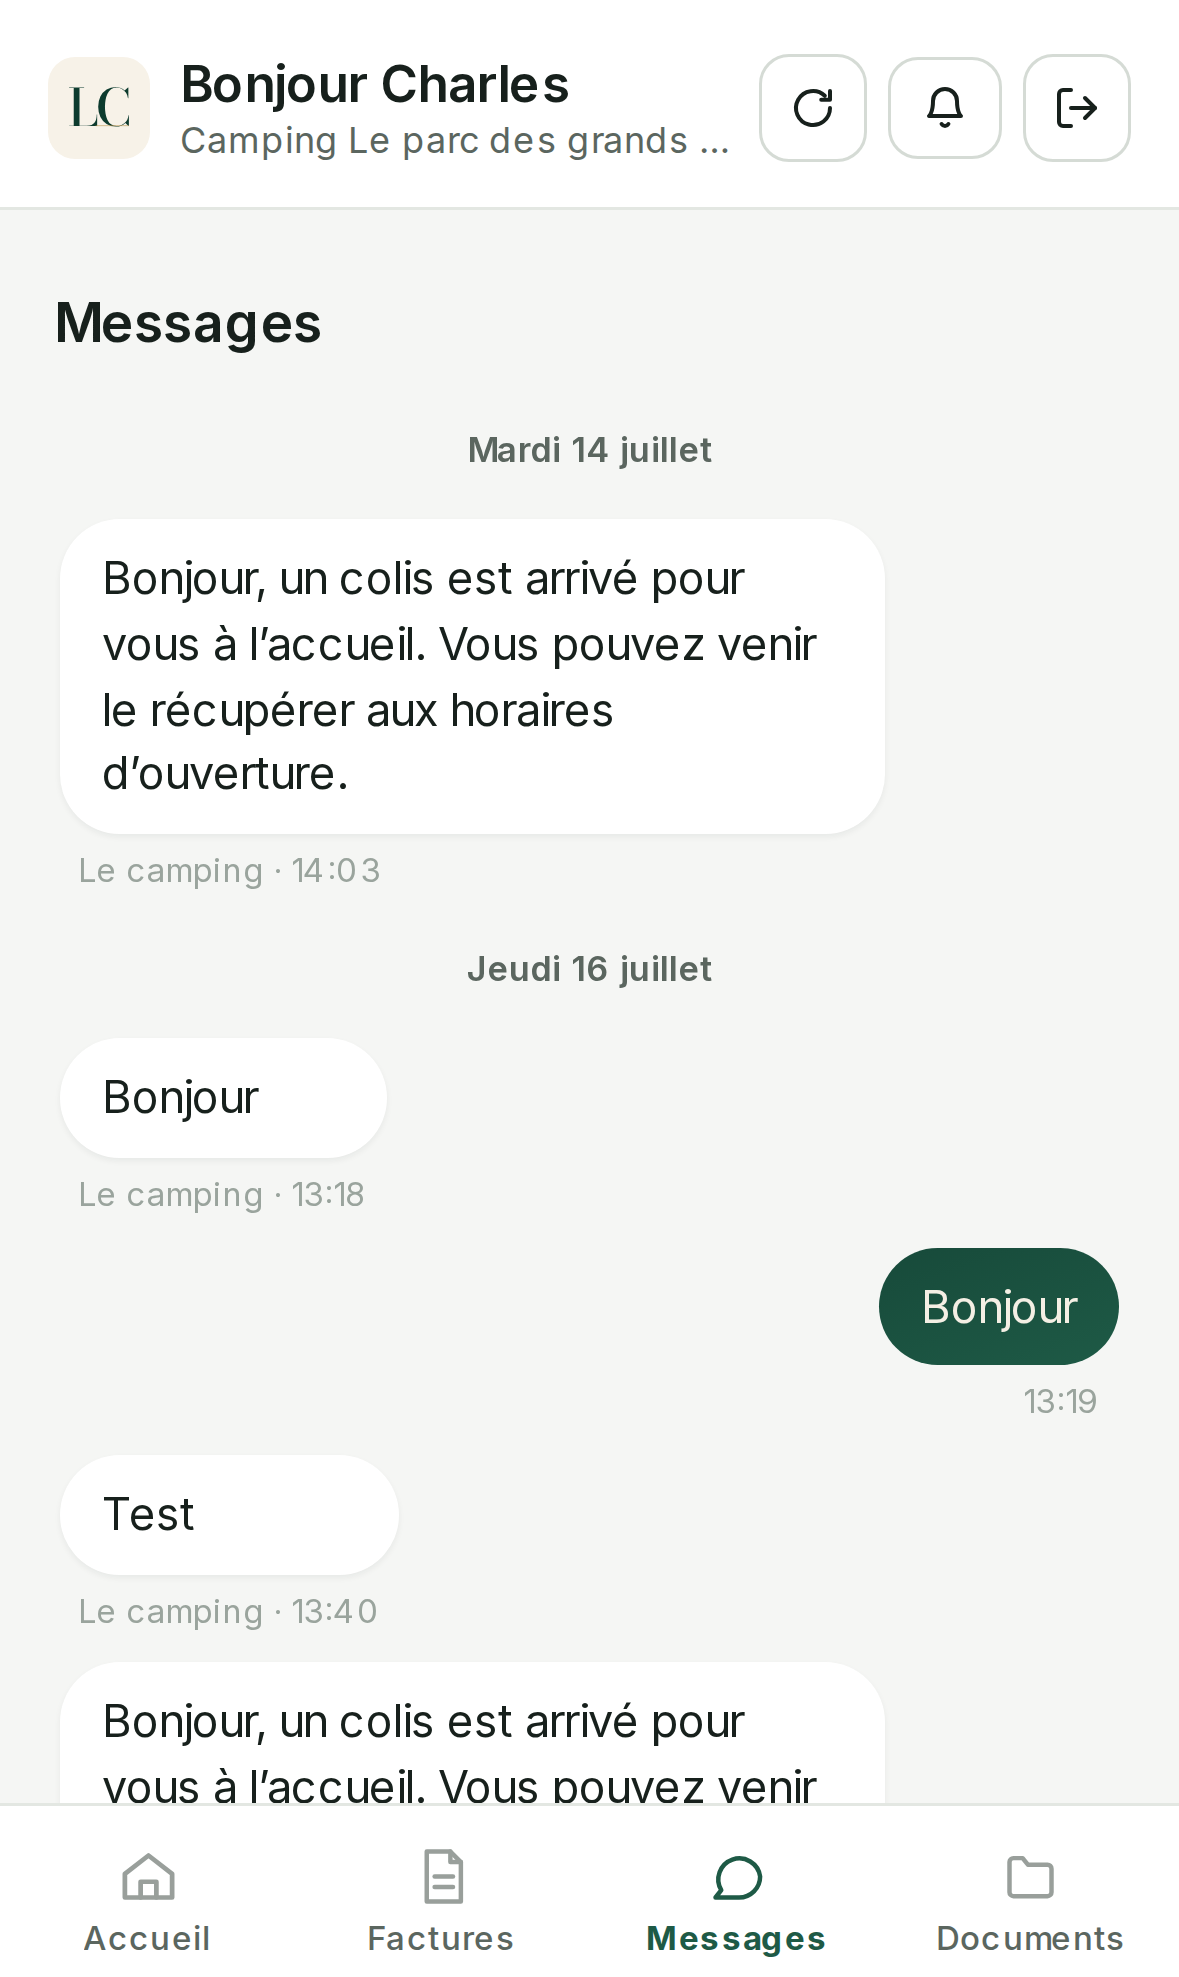 LC
Bonjour Charles
Camping Le parc des grands ...
Messages
Mardi 14 juillet
Bonjour, un colis est arrivé pour
vous à l’accueil. Vous pouvez venir
le récupérer aux horaires
d’ouverture.
Le camping · 14:03
Jeudi 16 juillet
Bonjour
Le camping · 13:18
Bonjour
13:19
Test
Le camping · 13:40
Bonjour, un colis est arrivé pour
vous à l’accueil. Vous pouvez venir
Accueil
Factures
Messages
Documents